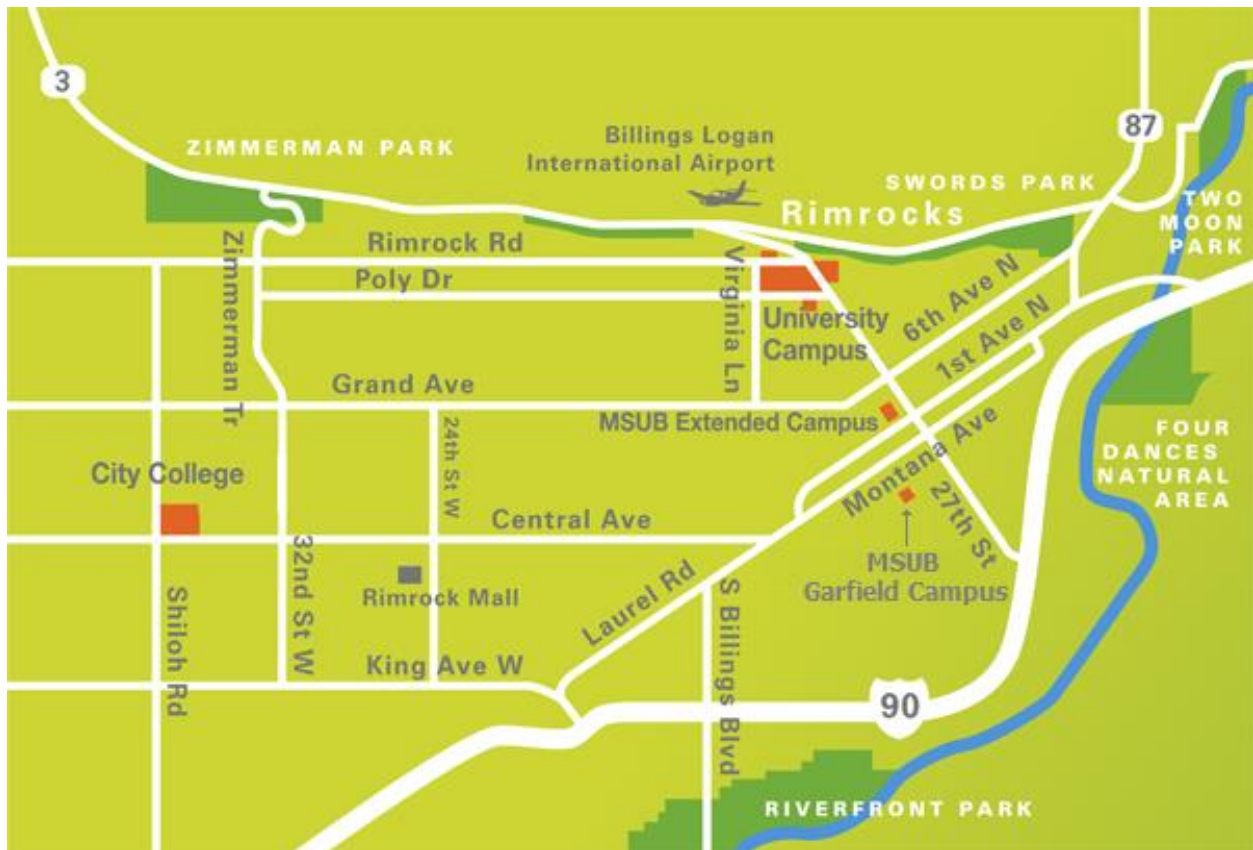 3
87
ZIMMERMAN PARK
Billings Logan
International Airport
SWORDS PARK
Rimrocks
TWO
MOON
PARK
Rimrock Rd
Poly Dr
Zimmerman Tr
Virginia Ln
University
Campus
6th Ave N
1st Ave N
Grand Ave
24th St W
MSUB Extended Campus
Montana Ave
FOUR
DANCES
NATURAL
AREA
City College
Central Ave
27th St
32nd St W
Rimrock Mall
MSUB
Garfield Campus
Laurel Rd
Shiloh Rd
S Billings Blvd
King Ave W
90
RIVERFRONT PARK